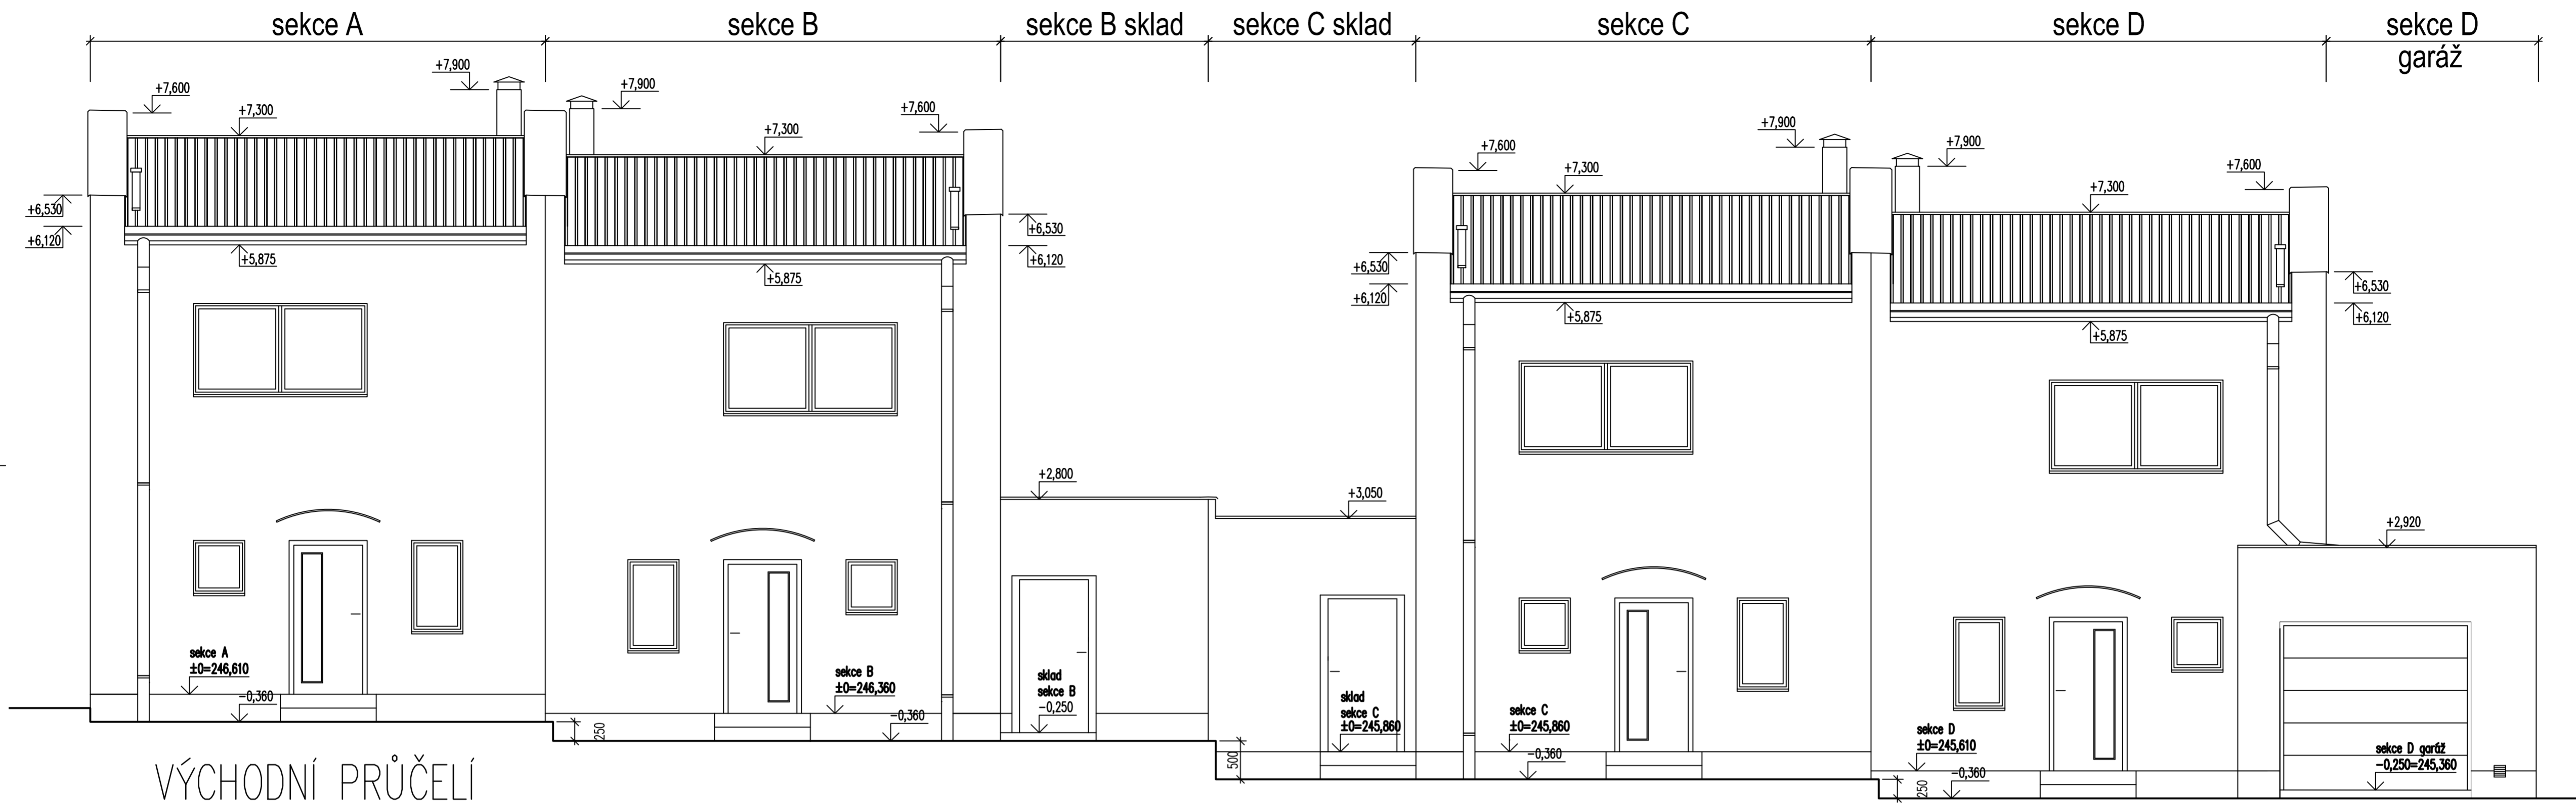 sekce A
sekce B
sekce B sklad
sekce C sklad
sekce C
sekce D
sekce D
garáž
+7,600
+7,300
+7,900
+6,530
+6,120
+5,875
sekce A
±0=246,610
-0,360
+7,900
+7,300
+7,600
+6,530
+6,120
+5,875
sekce B
±0=246,360
-0,360
250
+2,800
sklad
sekce B
-0,250
+3,050
sklad
sekce C
±0=245,860
500
+7,600
+7,300
+7,900
+6,530
+6,120
+5,875
sekce C
±0=245,860
-0,360
+7,900
+7,300
+7,600
+6,530
+6,120
+5,875
sekce D
±0=245,610
-0,360
250
+2,920
sekce D garáž
-0,250=245,360
VÝCHODNÍ PRŮČELÍ